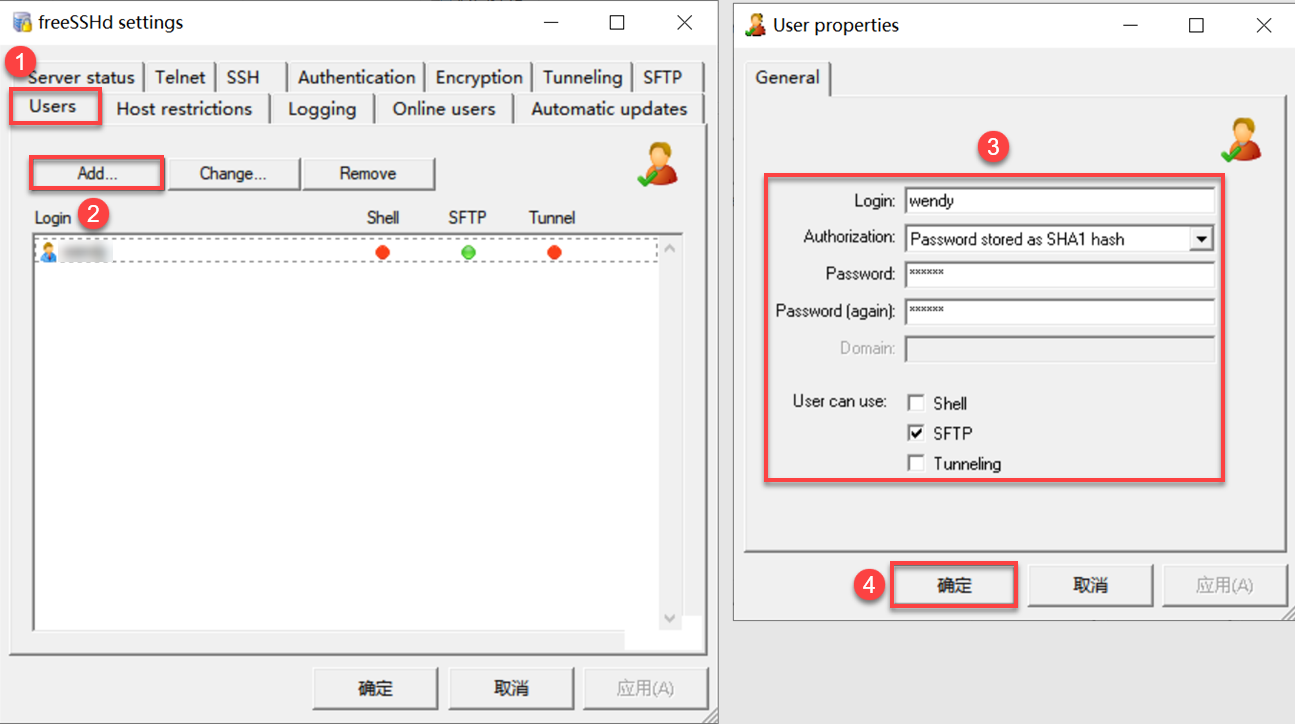 freeSSHd settings
1
Server status Telnet SSH Authentication Encryption Tunneling SFTP
Users Host restrictions Logging Online users Automatic updates
Add... Change... Remove
Login 2 Shell SFTP Tunnel
确定 取消 应用(A)
User properties
General
3
Login: wendy
Authorization: Password stored as SHA1 hash
Password: ******
Password (again): ******
Domain:
User can use: Shell
SFTP
Tunneling
4 确定 取消 应用(A)